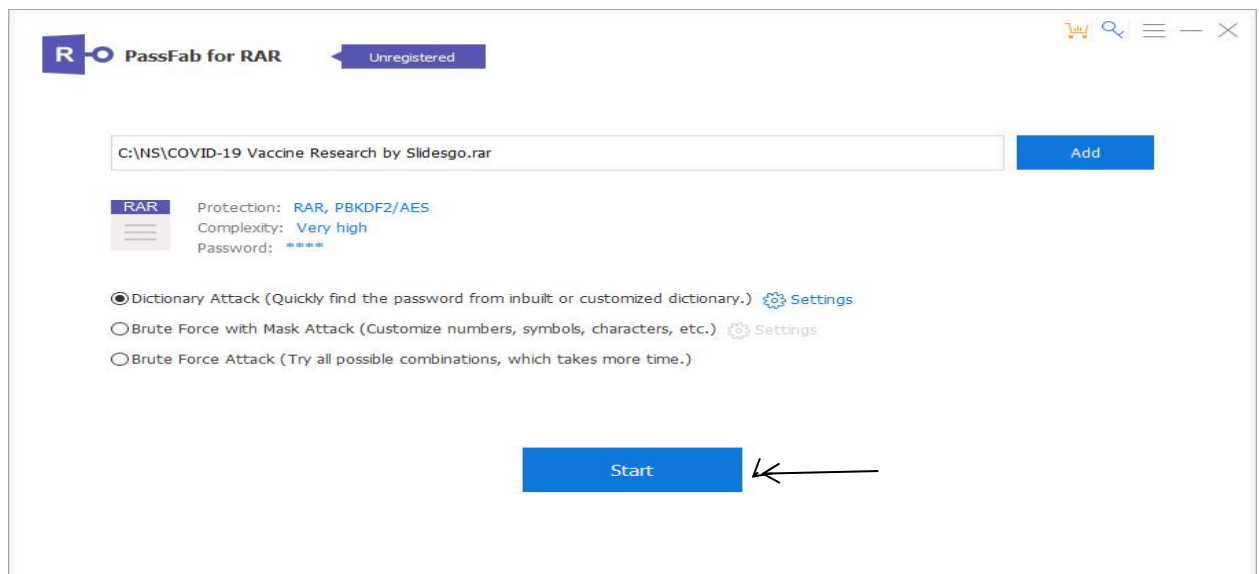 R PassFab for RAR Unregistered
C:\NS\COVID-19 Vaccine Research by Slidesgo.rar Add
RAR Protection: RAR, PBKDF2/AES
Complexity: Very high
Password: ****
Dictionary Attack (Quickly find the password from inbuilt or customized dictionary.) Settings
Brute Force with Mask Attack (Customize numbers, symbols, characters, etc.) Settings
Brute Force Attack (Try all possible combinations, which takes more time.)
Start